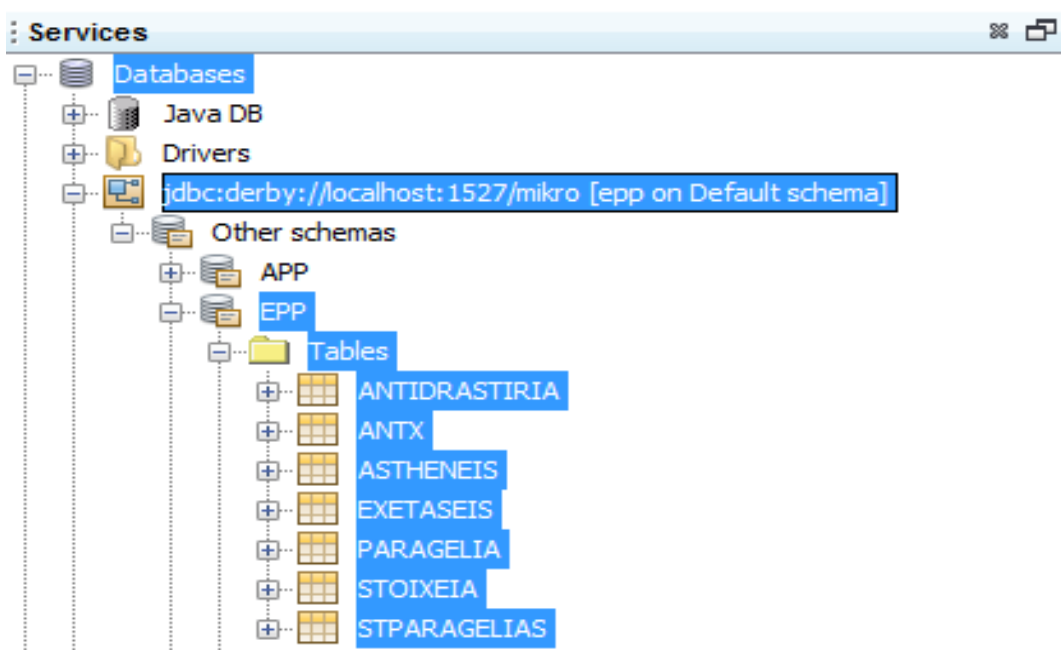 Services
Databases
Java DB
Drivers
jdbc:derby://localhost:1527/mikro [epp on Default schema]
Other schemas
APP
EPP
Tables
ANTIDRASTIRIA
ANTX
ASTHENEIS
EXETASEIS
PARAGELIA
STOIXEIA
STPARAGELIAS